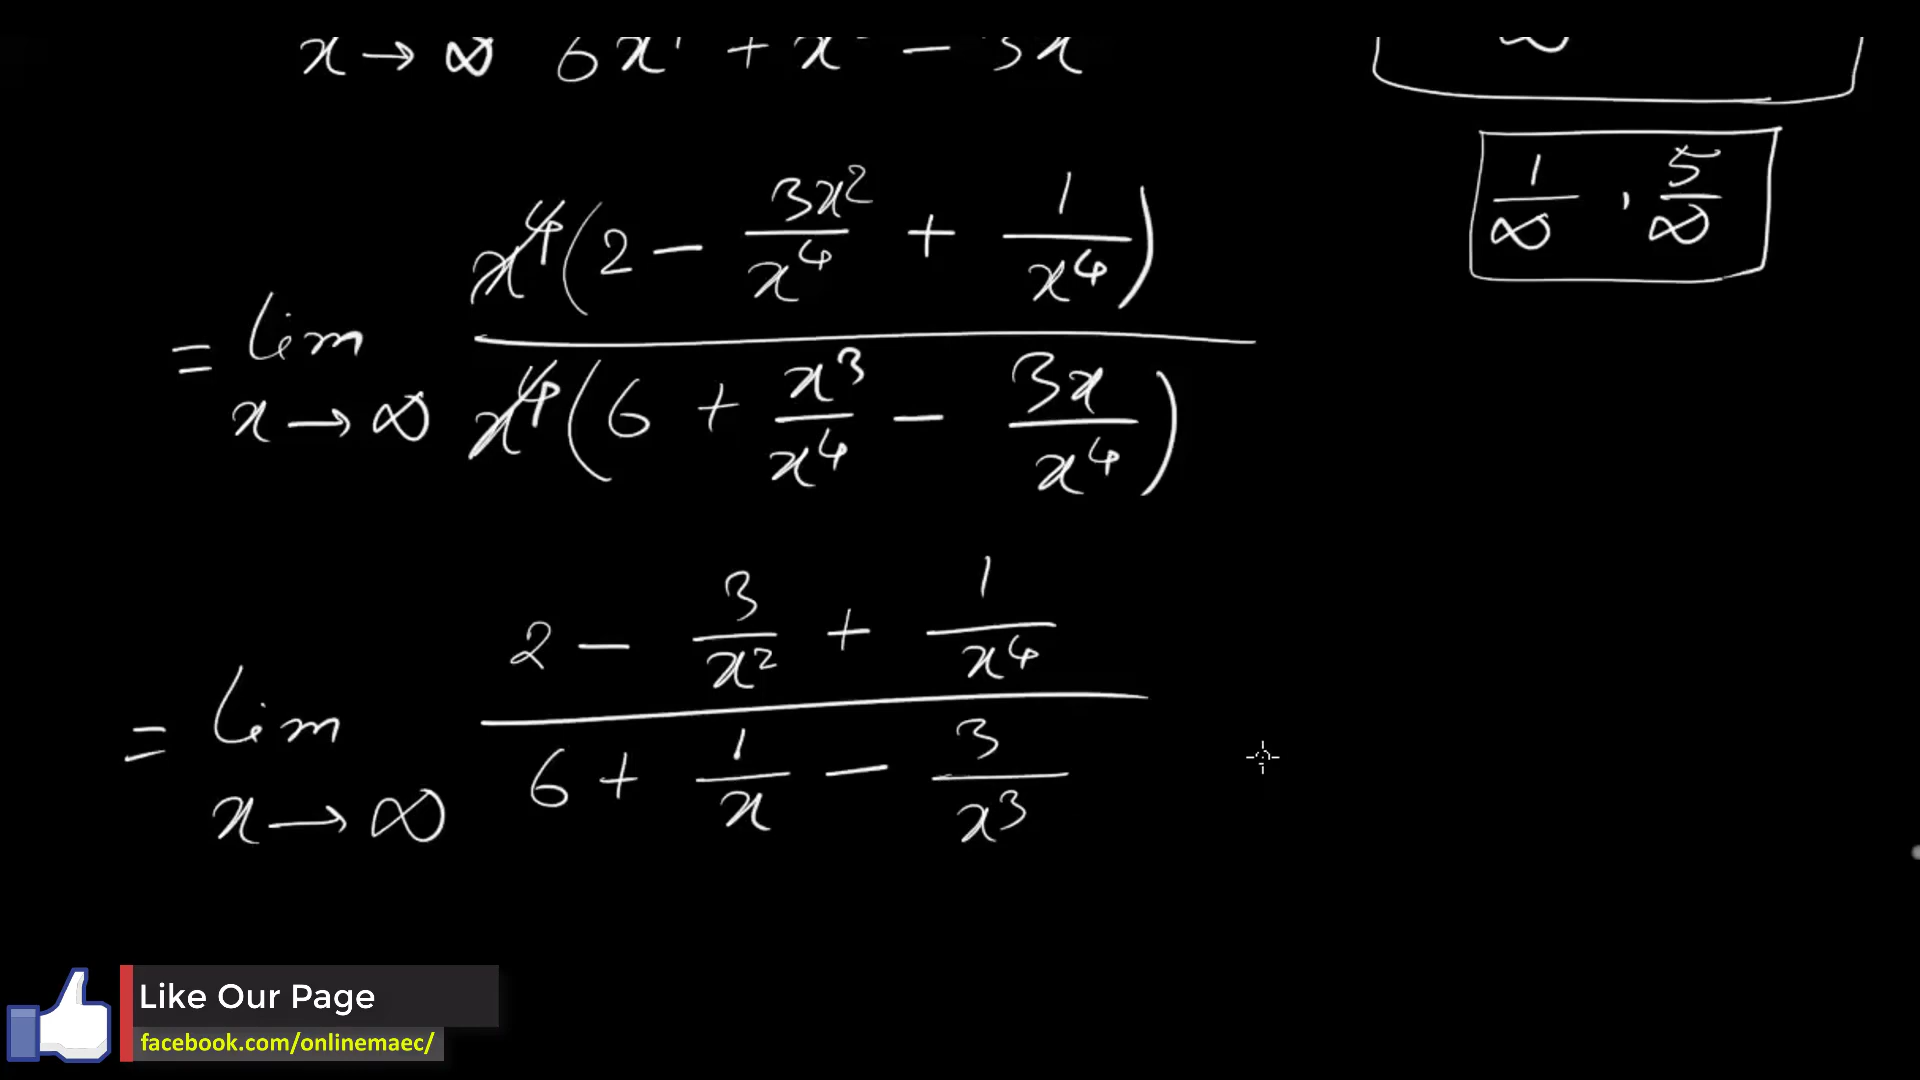 x → ∞ 6x⁴ + x³ − 3x
∞
1/∞ , 5/∞
= lim x → ∞ x⁴(2 − 3x²/x⁴ + 1/x⁴) / x⁴(6 + x³/x⁴ − 3x/x⁴)
= lim x → ∞ (2 − 3/x² + 1/x⁴) / (6 + 1/x − 3/x³)
Like Our Page
facebook.com/onlinemaec/